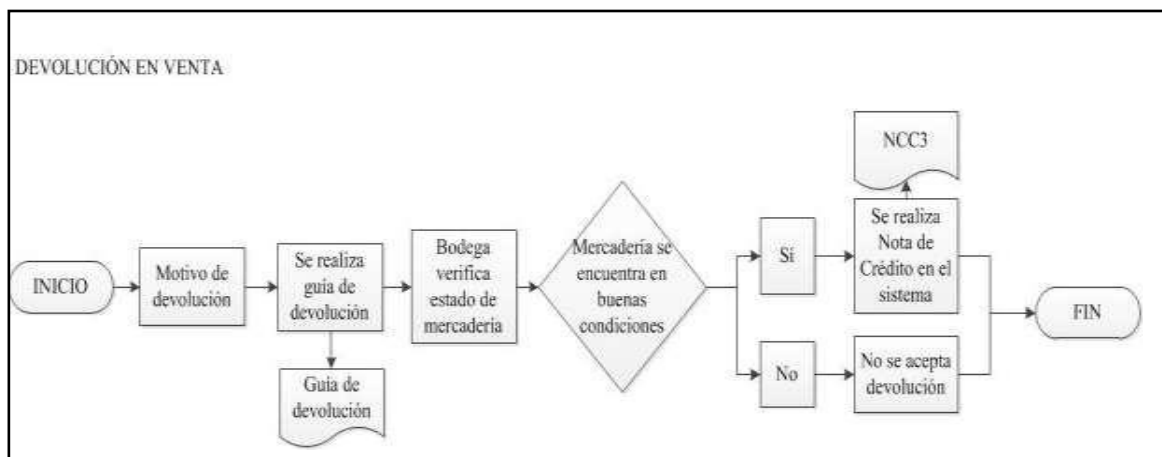 DEVOLUCIÓN EN VENTA
INICIO
Motivo de
devolución
Se realiza
guía de
devolución
Guía de
devolución
Bodega
verifica
estado de
mercadería
Mercadería se
encuentra en
buenas
condiciones
Sí
NCC3
Se realiza
Nota de
Crédito en el
sistema
No
No se acepta
devolución
FIN